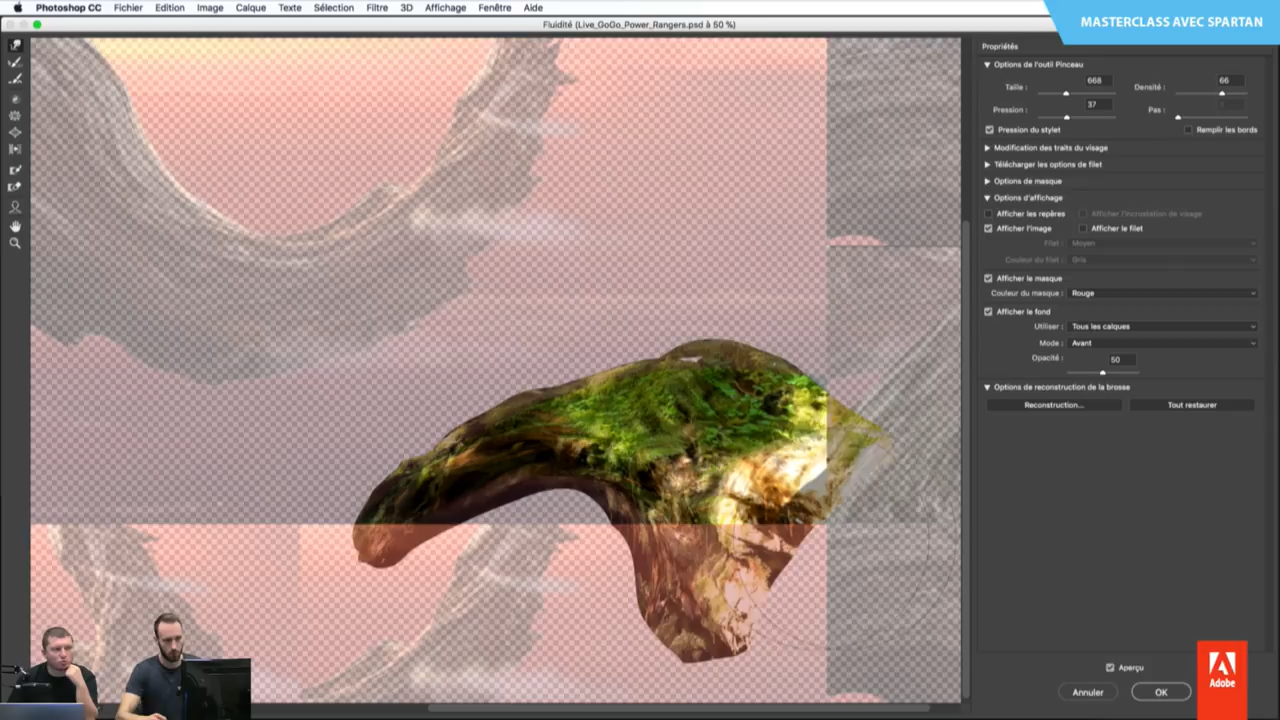 Photoshop CC Fichier Edition Image Calque Texte Sélection Filtre 3D Affichage Fenêtre Aide
MASTERCLASS AVEC SPARTAN
Fluidité (Live_GoGo_Power_Rangers.psd à 50 %)
Propriétés
Options de l'outil Pinceau
Taille : 668 Densité : 66
Pression : 37 Pas :
Pression du stylet Remplir les bords
Modification des traits du visage
Télécharger les options de filet
Options de masque
Options d'affichage
Afficher les repères Afficher l'incrustation de visage
Afficher l'image Afficher le filet
Filet : Moyen
Couleur du filet : Gris
Afficher le masque
Couleur du masque : Rouge
Afficher le fond
Utiliser : Tous les calques
Mode : Avant
Opacité : 50
Options de reconstruction de la brosse
Reconstruction... Tout restaurer
Aperçu
Annuler OK
Adobe